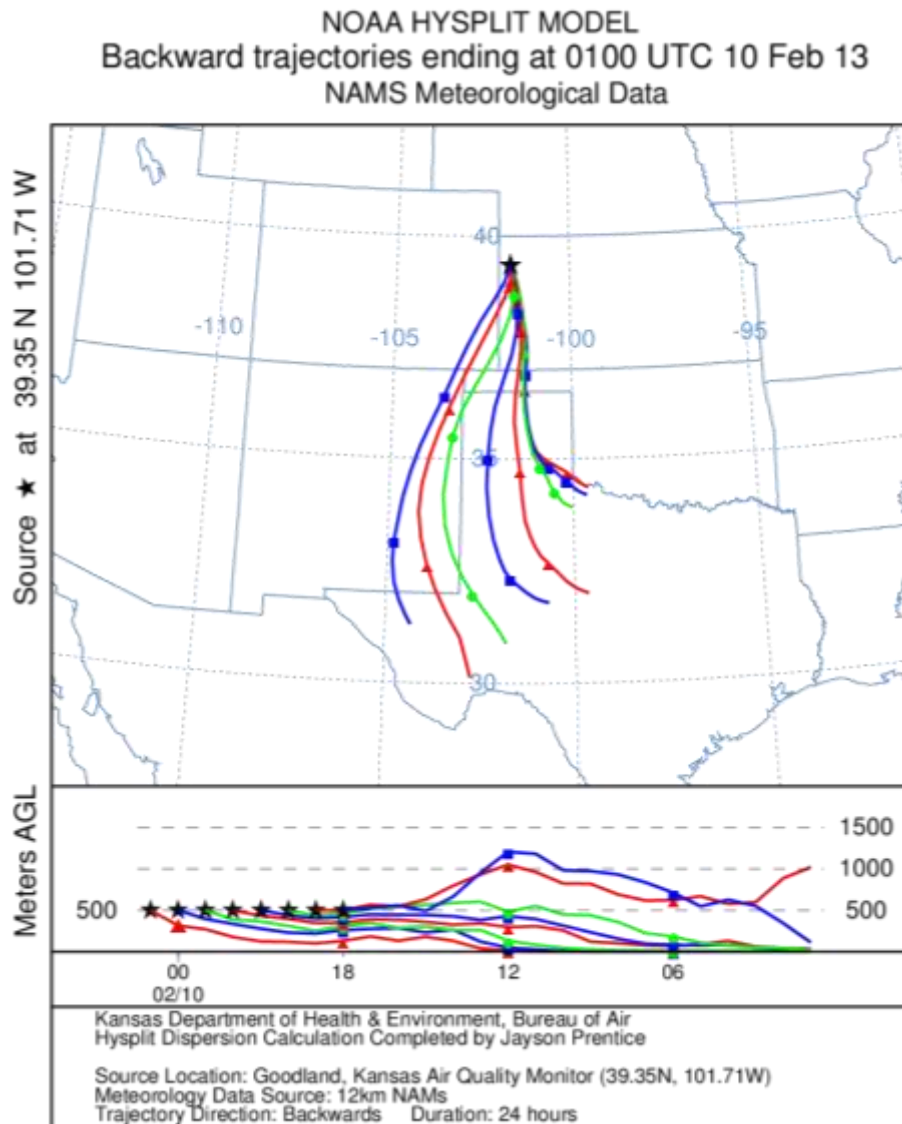 NOAA HYSPLIT MODEL
Backward trajectories ending at 0100 UTC 10 Feb 13
NAMS Meteorological Data
Source ★ at 39.35 N 101.71 W
40
-110
-105
-100
-95
35
30
Meters AGL
1500
1000
500
500
00
18
12
06
02/10
Kansas Department of Health & Environment, Bureau of Air
Hysplit Dispersion Calculation Completed by Jayson Prentice
Source Location: Goodland, Kansas Air Quality Monitor (39.35N, 101.71W)
Meteorology Data Source: 12km NAMs
Trajectory Direction: Backwards Duration: 24 hours